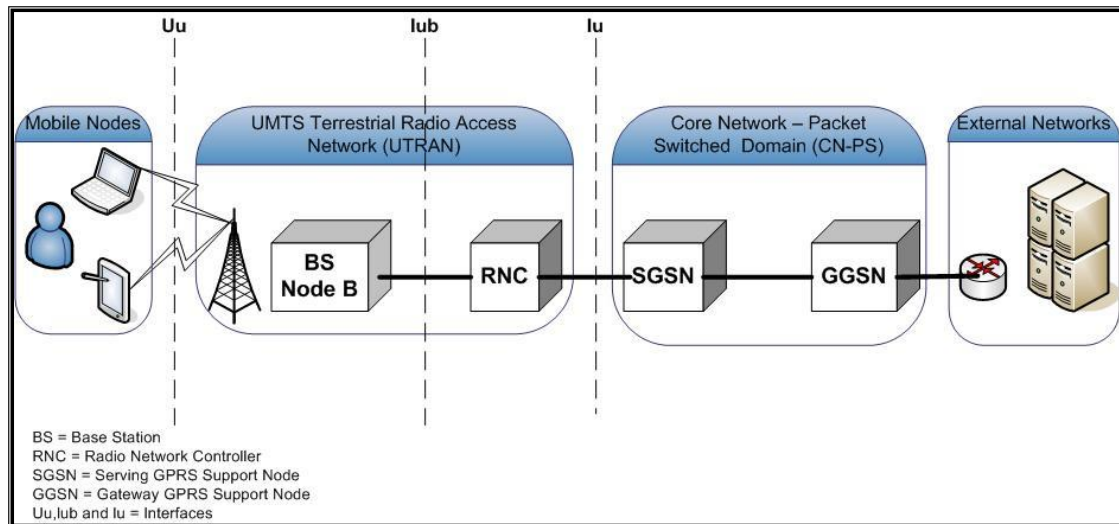 Uu
Iub
Iu
Mobile Nodes
UMTS Terrestrial Radio Access
Network (UTRAN)
Core Network – Packet
Switched Domain (CN-PS)
External Networks
BS
Node B
RNC
SGSN
GGSN
BS = Base Station
RNC = Radio Network Controller
SGSN = Serving GPRS Support Node
GGSN = Gateway GPRS Support Node
Uu,Iub and Iu = Interfaces